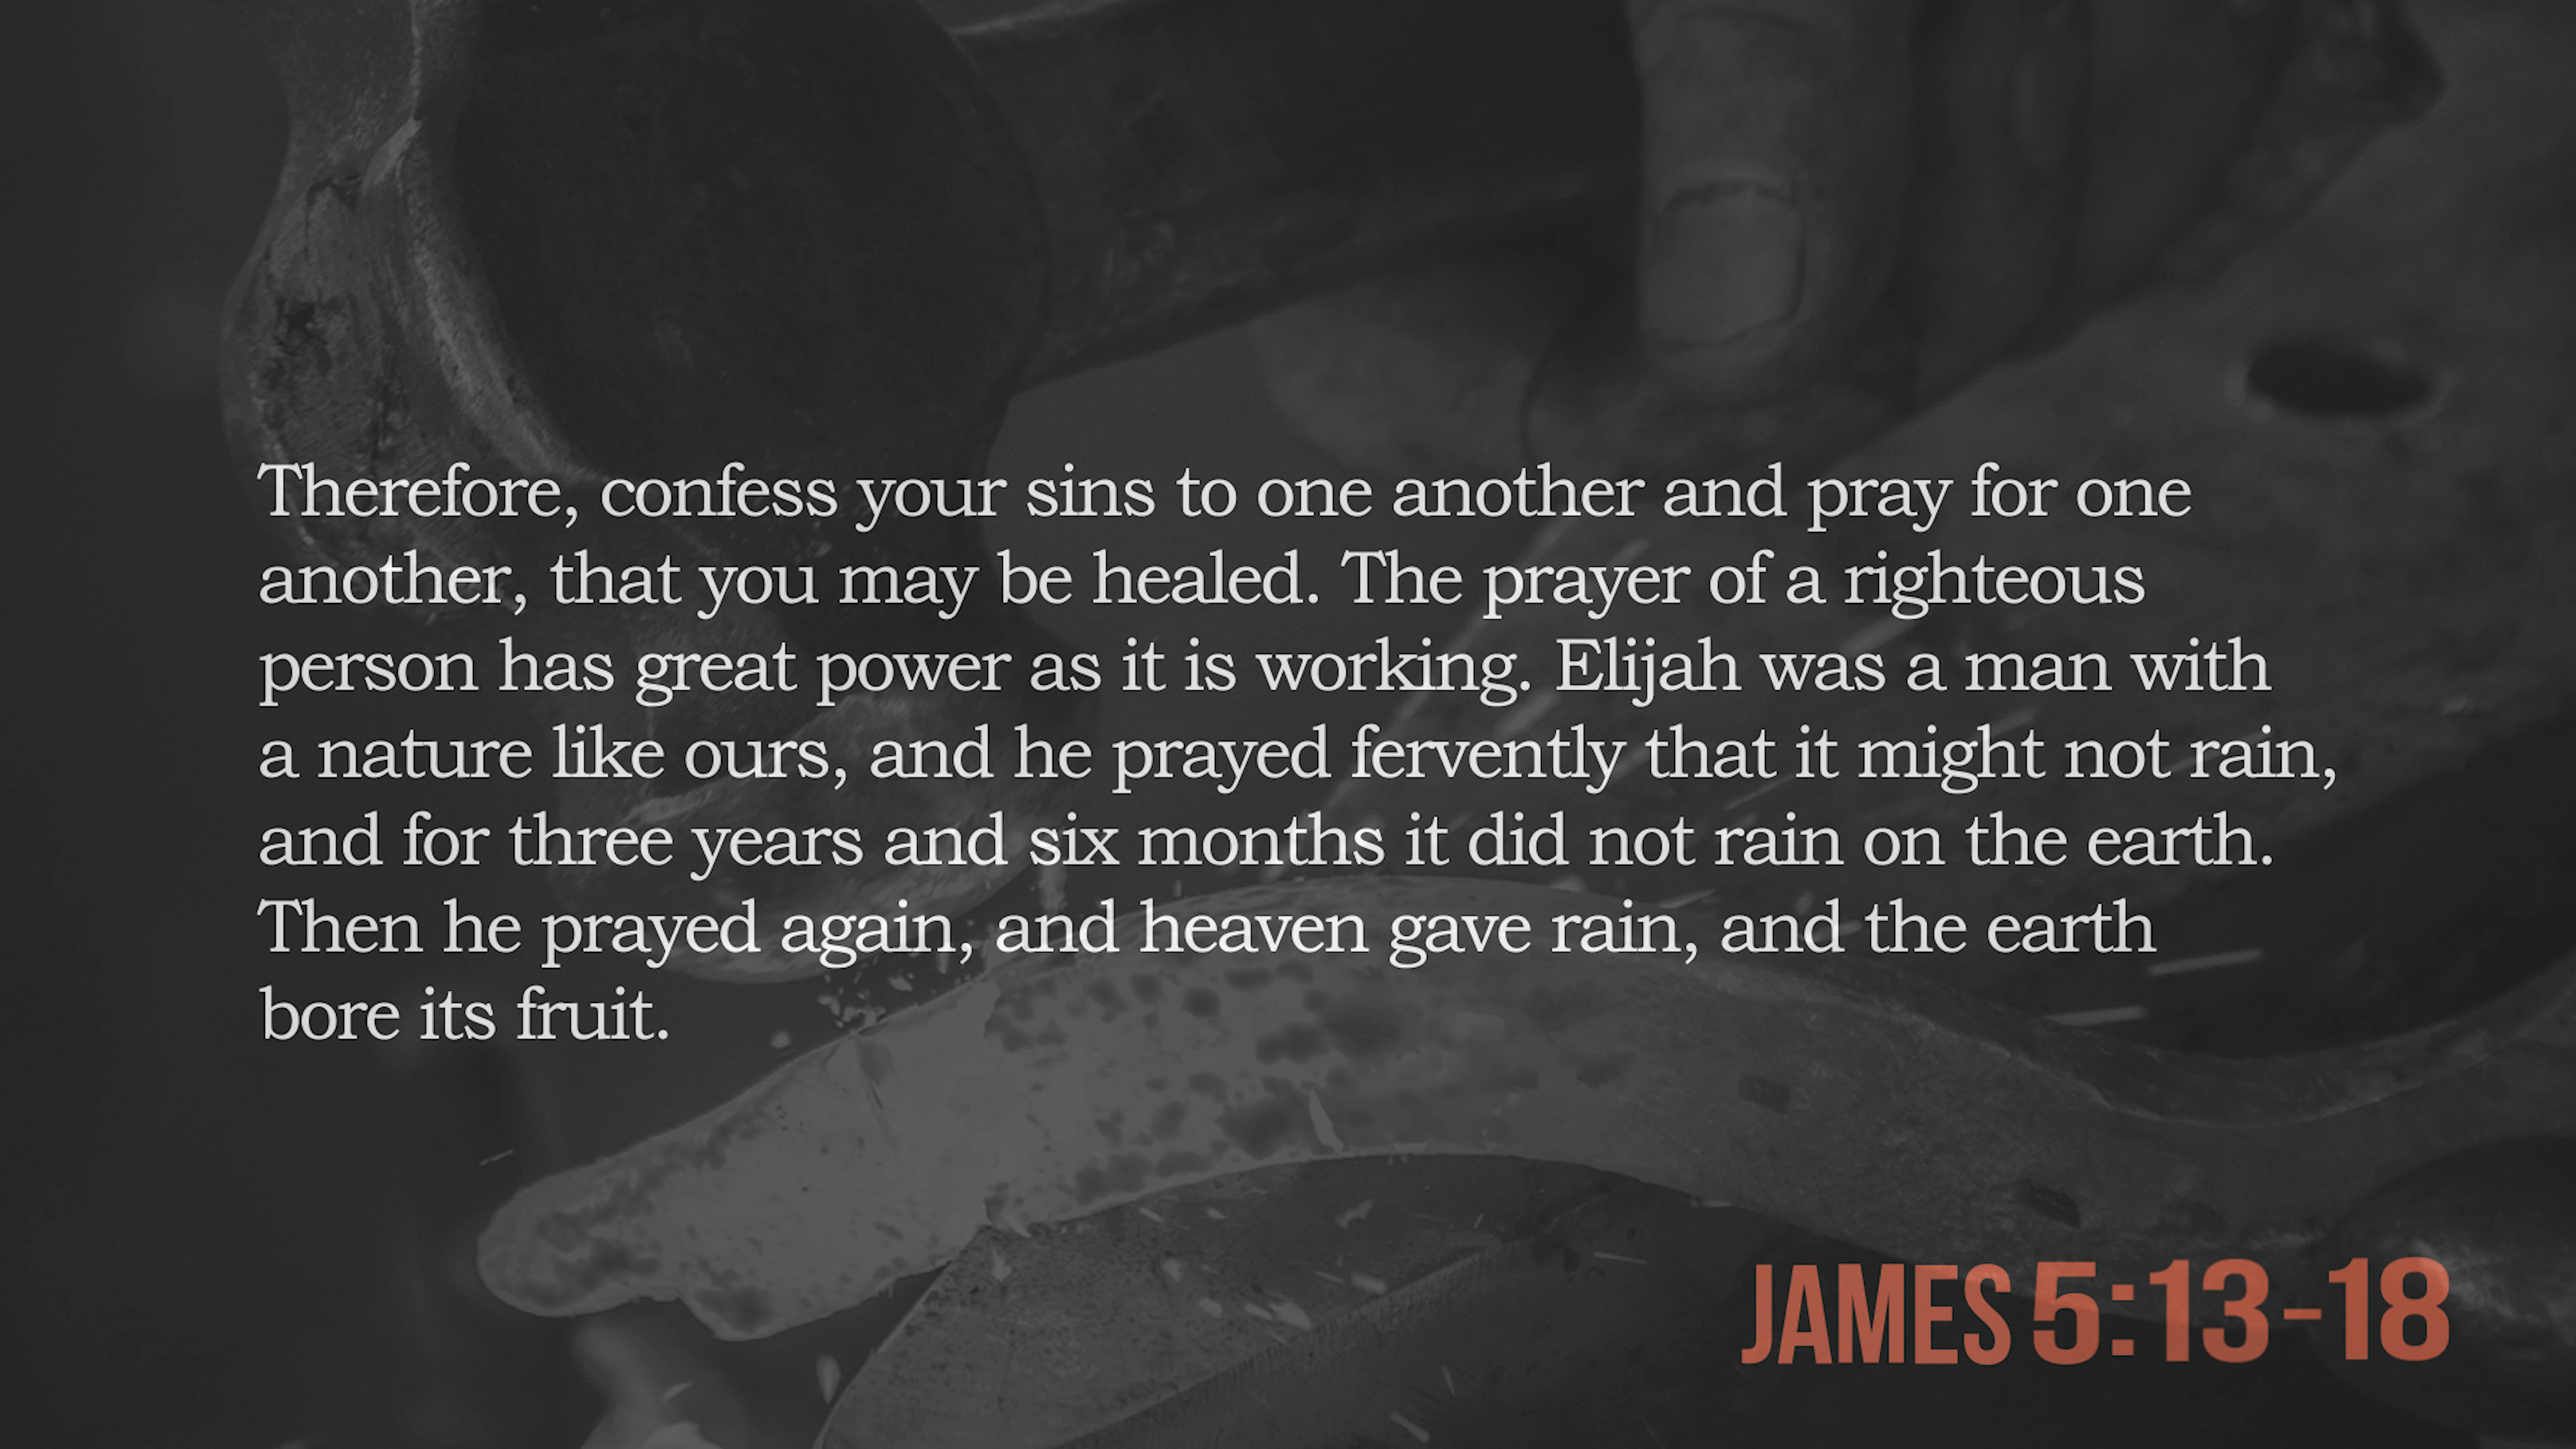 Therefore, confess your sins to one another and pray for one
another, that you may be healed. The prayer of a righteous
person has great power as it is working. Elijah was a man with
a nature like ours, and he prayed fervently that it might not rain,
and for three years and six months it did not rain on the earth.
Then he prayed again, and heaven gave rain, and the earth
bore its fruit.
JAMES 5:13-18